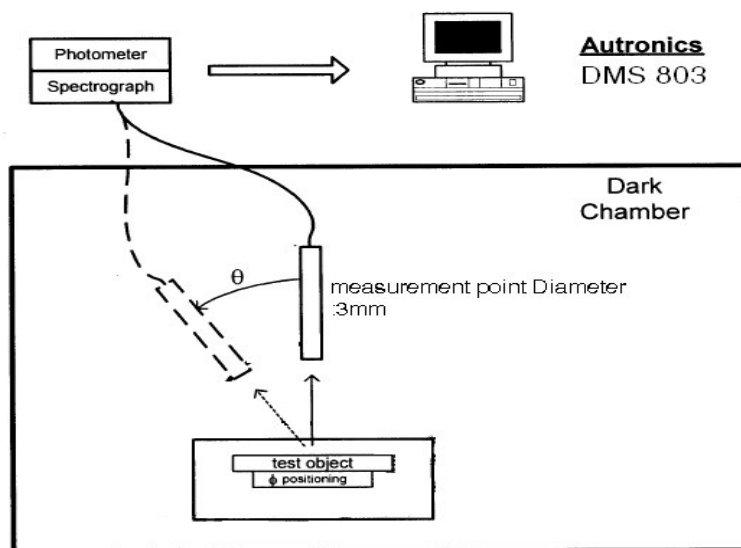 Photometer
Spectrograph
Autronics
DMS 803
Dark
Chamber
θ
measurement point Diameter
:3mm
test object
ϕ positioning